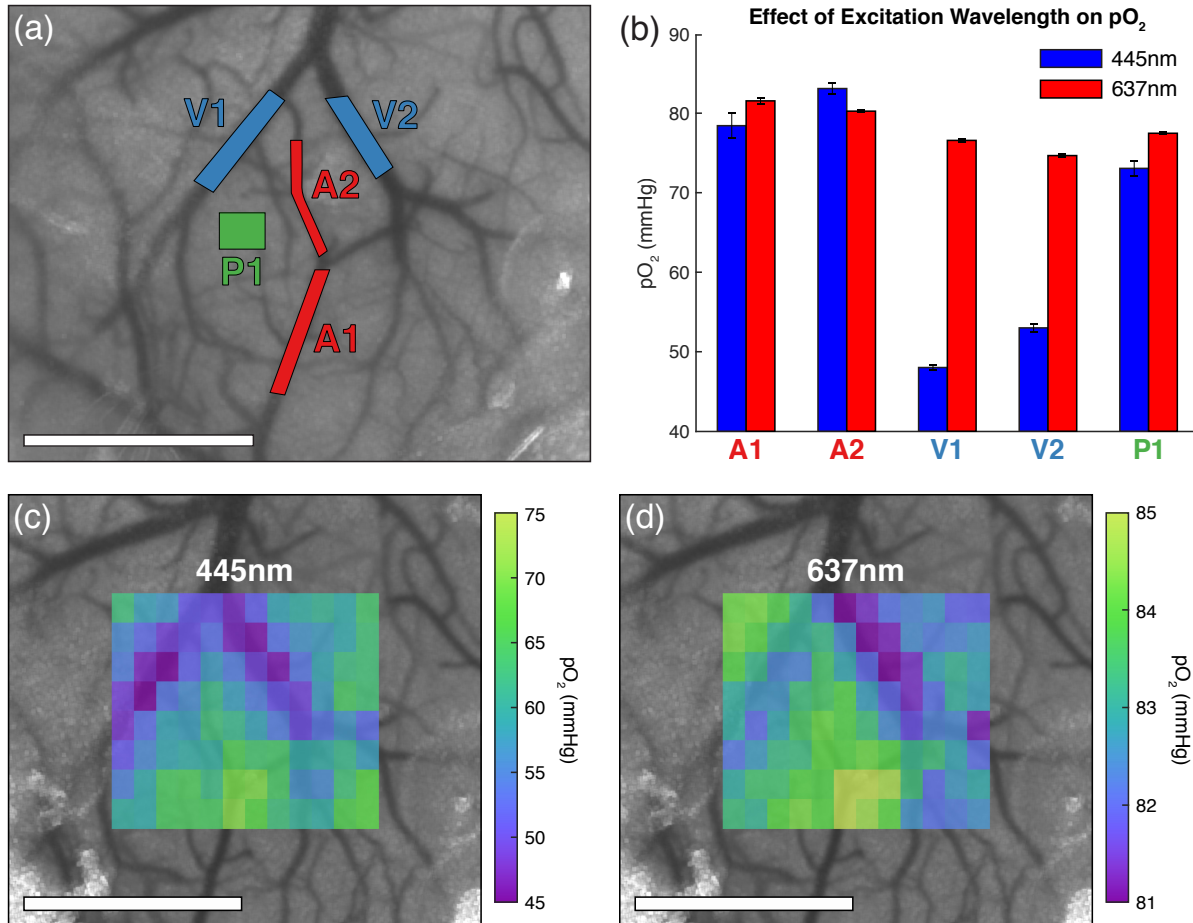 (a)
V1
V2
A2
P1
A1
(b)
Effect of Excitation Wavelength on pO₂
445nm
637nm
pO₂ (mmHg)
90
80
70
60
50
40
A1 A2 V1 V2 P1
(c)
445nm
75
70
65
60
55
50
45
pO₂ (mmHg)
(d)
637nm
85
84
83
82
81
pO₂ (mmHg)